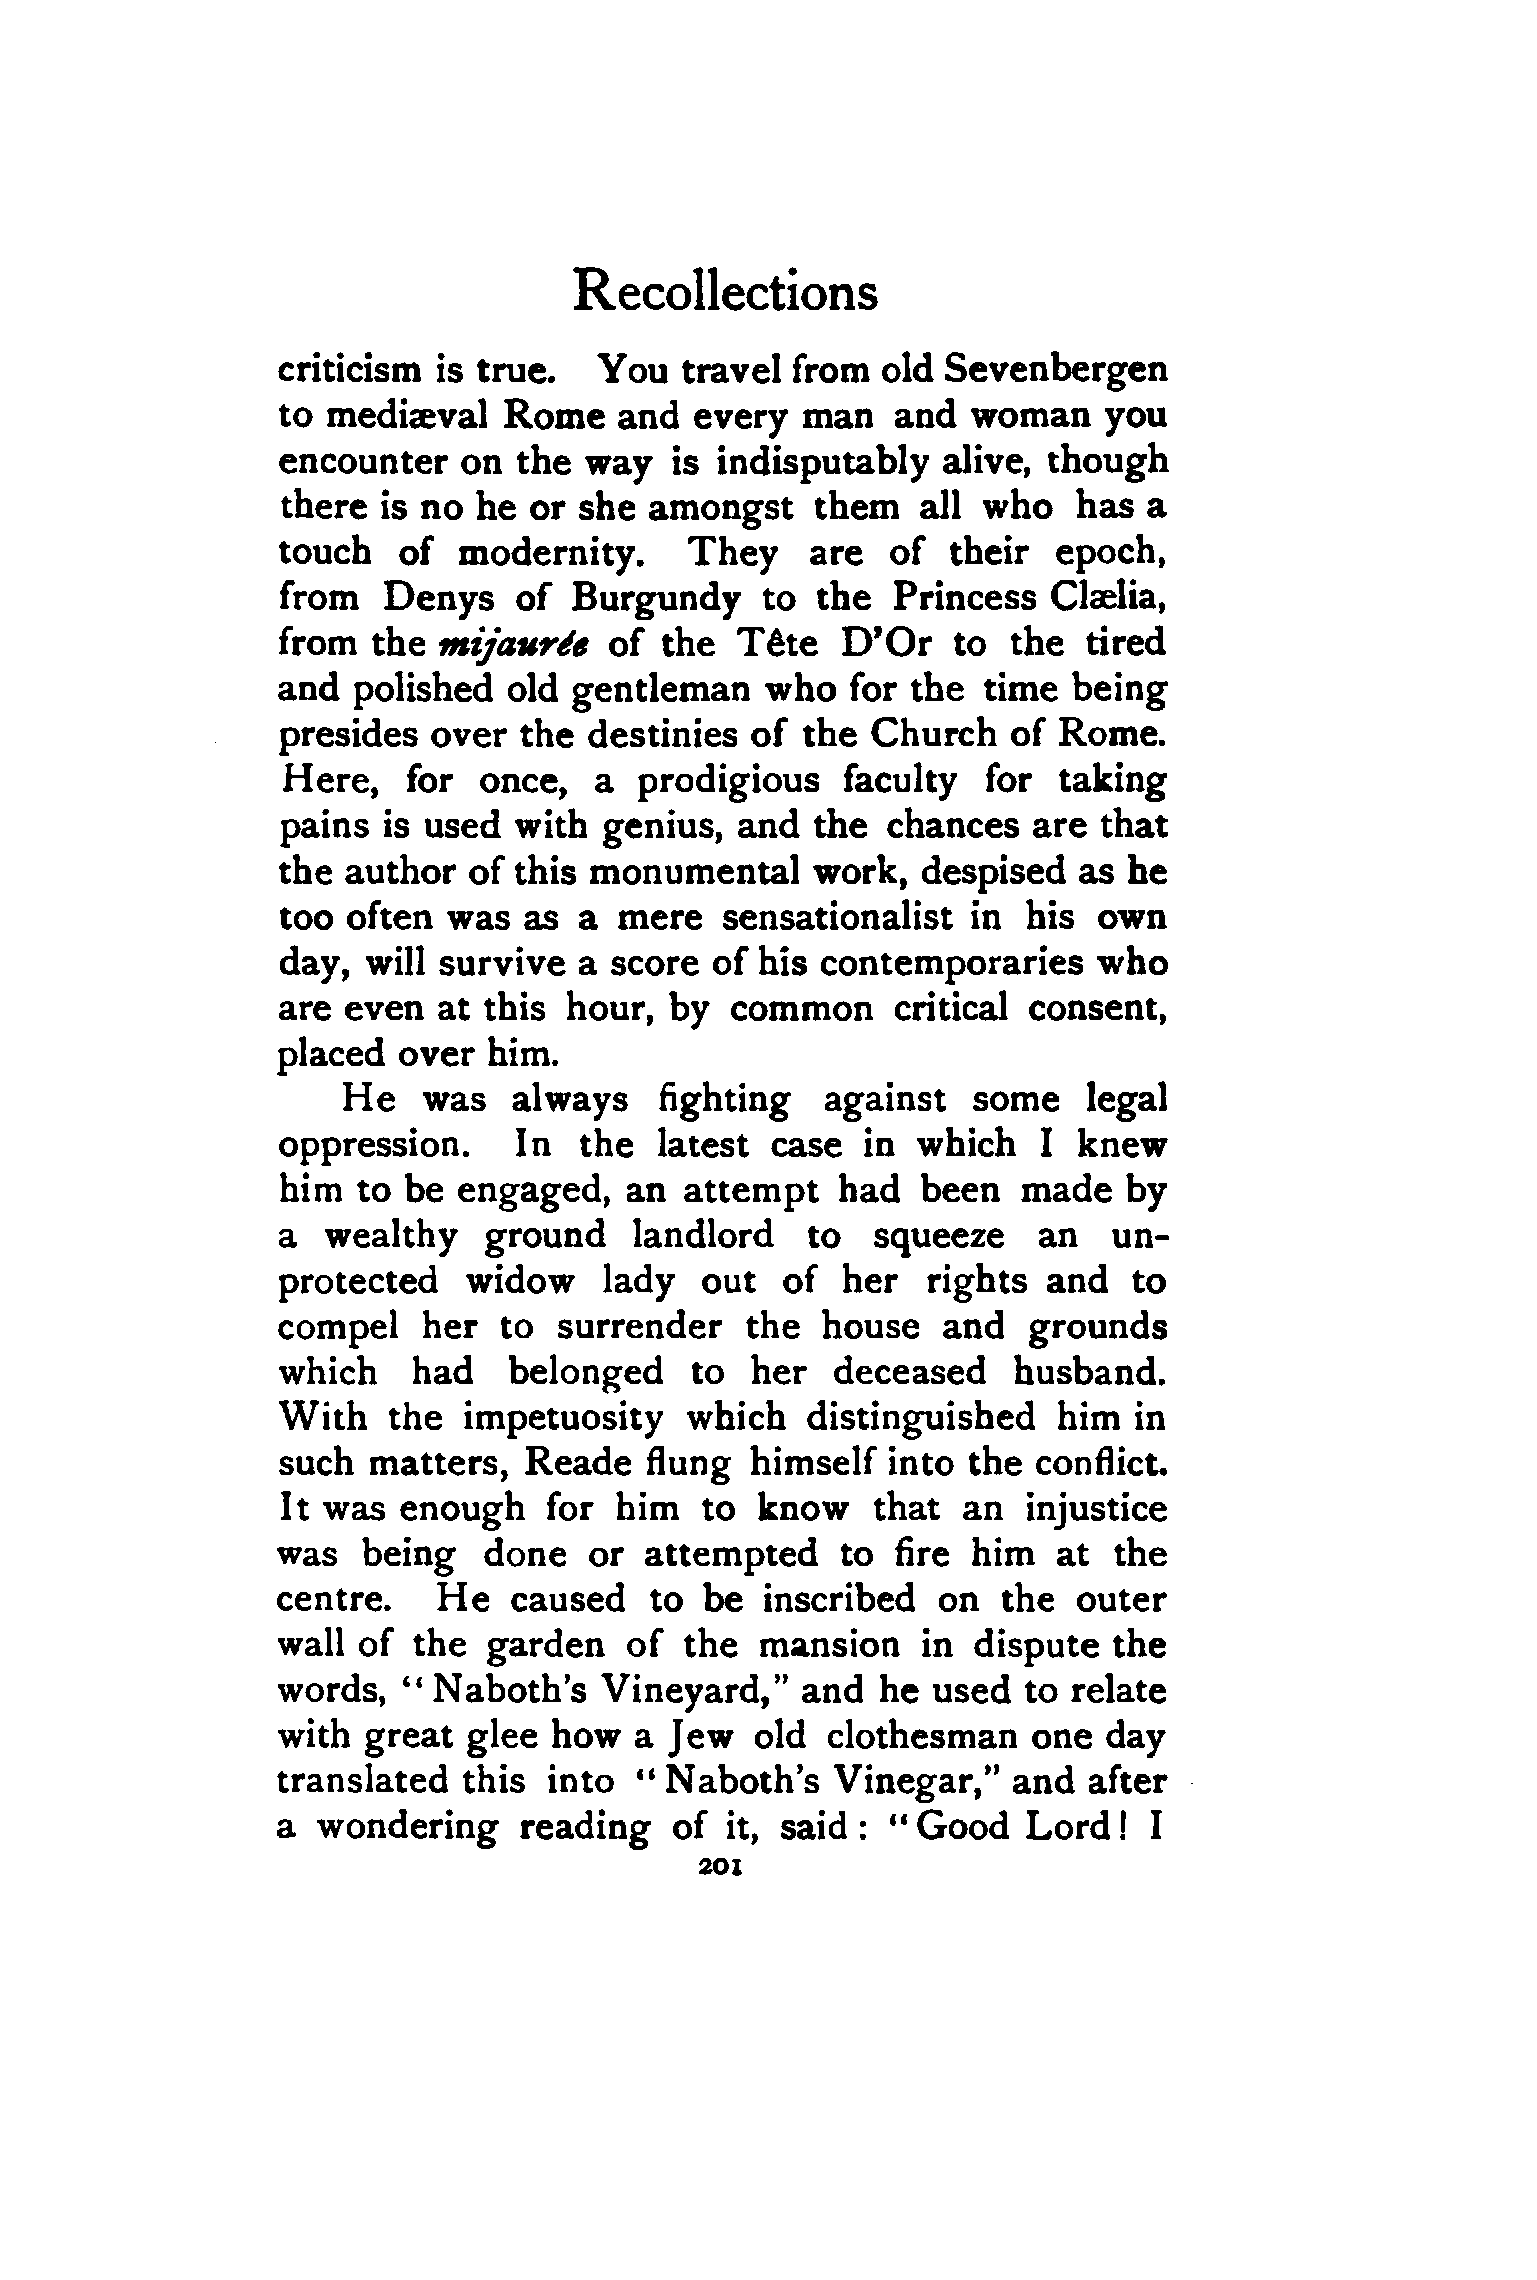 Recollections
criticism is true. You travel from old Sevenbergen
to mediæval Rome and every man and woman you
encounter on the way is indisputably alive, though
there is no he or she amongst them all who has a
touch of modernity. They are of their epoch,
from Denys of Burgundy to the Princess Clælia,
from the mijaurée of the Tête D'Or to the tired
and polished old gentleman who for the time being
presides over the destinies of the Church of Rome.
Here, for once, a prodigious faculty for taking
pains is used with genius, and the chances are that
the author of this monumental work, despised as he
too often was as a mere sensationalist in his own
day, will survive a score of his contemporaries who
are even at this hour, by common critical consent,
placed over him.
He was always fighting against some legal
oppression. In the latest case in which I knew
him to be engaged, an attempt had been made by
a wealthy ground landlord to squeeze an un-
protected widow lady out of her rights and to
compel her to surrender the house and grounds
which had belonged to her deceased husband.
With the impetuosity which distinguished him in
such matters, Reade flung himself into the conflict.
It was enough for him to know that an injustice
was being done or attempted to fire him at the
centre. He caused to be inscribed on the outer
wall of the garden of the mansion in dispute the
words, "Naboth's Vineyard," and he used to relate
with great glee how a Jew old clothesman one day
translated this into "Naboth's Vinegar," and after
a wondering reading of it, said: "Good Lord! I
201